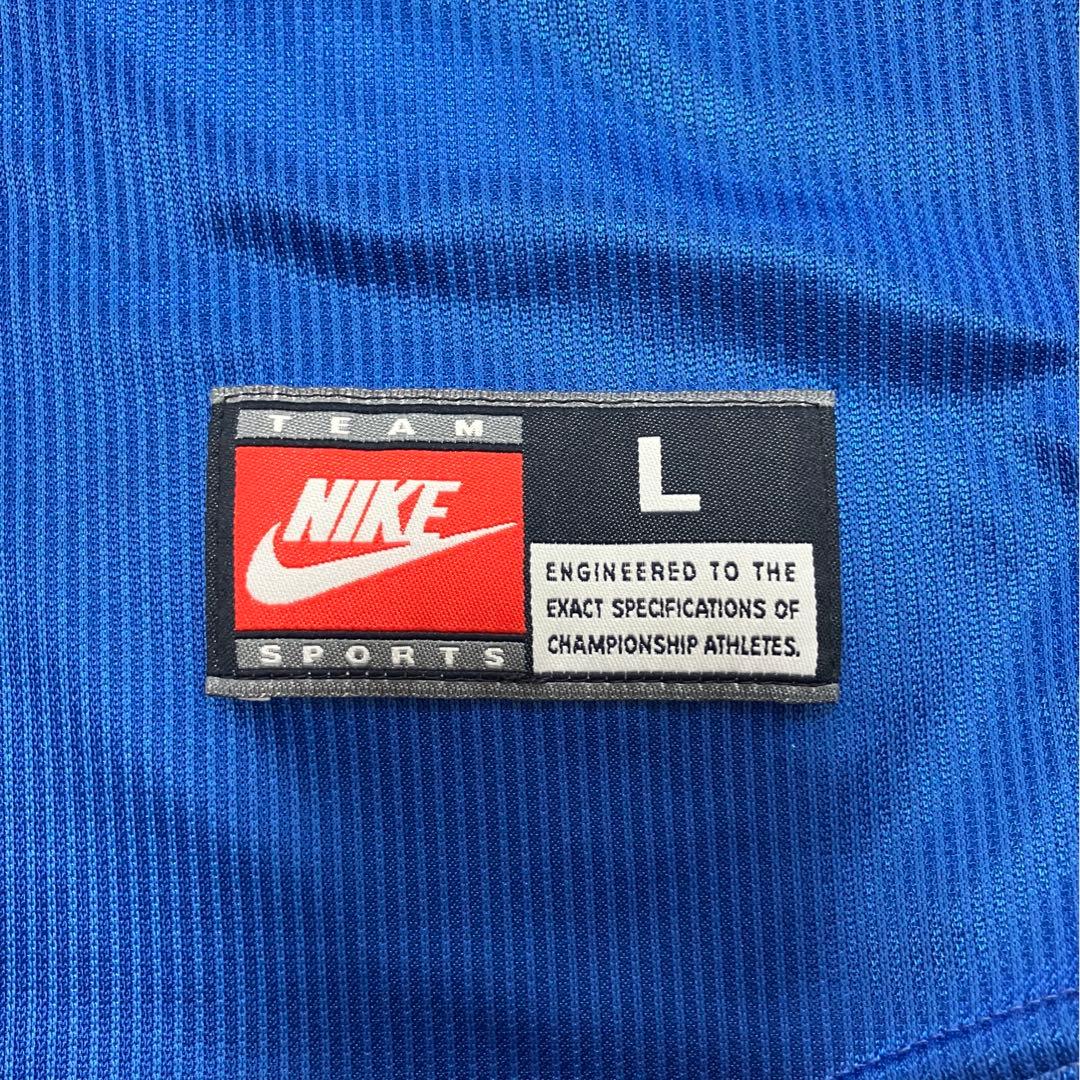 TEAM
NIKE
SPORTS
L
ENGINEERED TO THE
EXACT SPECIFICATIONS OF
CHAMPIONSHIP ATHLETES.